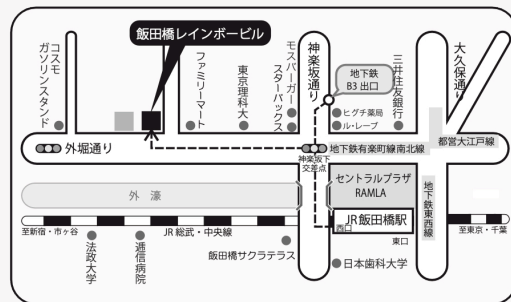 飯田橋レインボービル
コスモ
ガソリンスタンド
ファミリーマート
東京理科大
モスバーガー
スターバックス
神楽坂通り
地下鉄
B3 出口
三井住友銀行
大久保通り
ヒグチ薬局
ル・レーブ
外堀通り
神楽坂下
交差点
地下鉄有楽町線南北線
都営大江戸線
セントラルプラザ
RAMLA
地下鉄東西線
外 濠
JR飯田橋駅
西口
東口
至新宿・市ヶ谷
JR 総武・中央線
至東京・千葉
法政大学
逓信病院
飯田橋サクラテラス
日本歯科大学